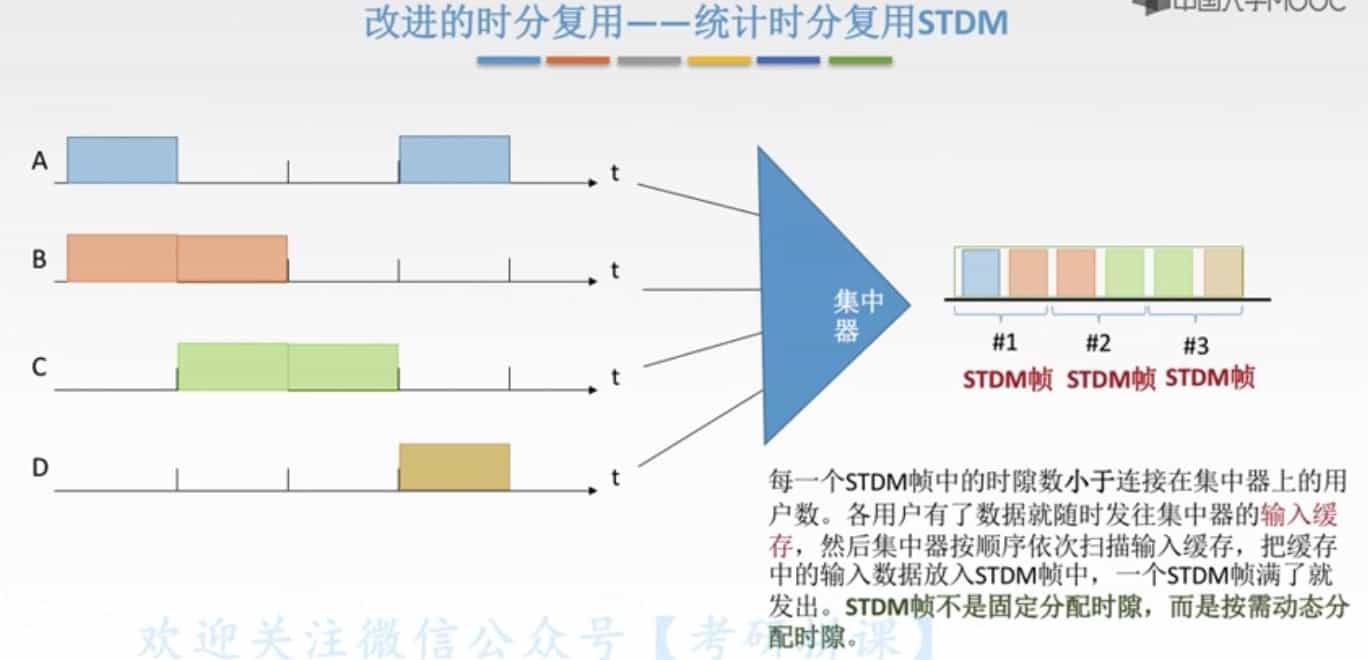 中国大学MOOC
改进的时分复用——统计时分复用STDM
A
t
B
t
C
t
D
t
集中
器
#1
#2
#3
STDM帧
STDM帧
STDM帧
每一个STDM帧中的时隙数小于连接在集中器上的用
户数。各用户有了数据就随时发往集中器的输入缓
存，然后集中器按顺序依次扫描输入缓存，把缓存
中的输入数据放入STDM帧中，一个STDM帧满了就
发出。STDM帧不是固定分配时隙，而是按需动态分
配时隙。
欢迎关注微信公众号【考研 课】